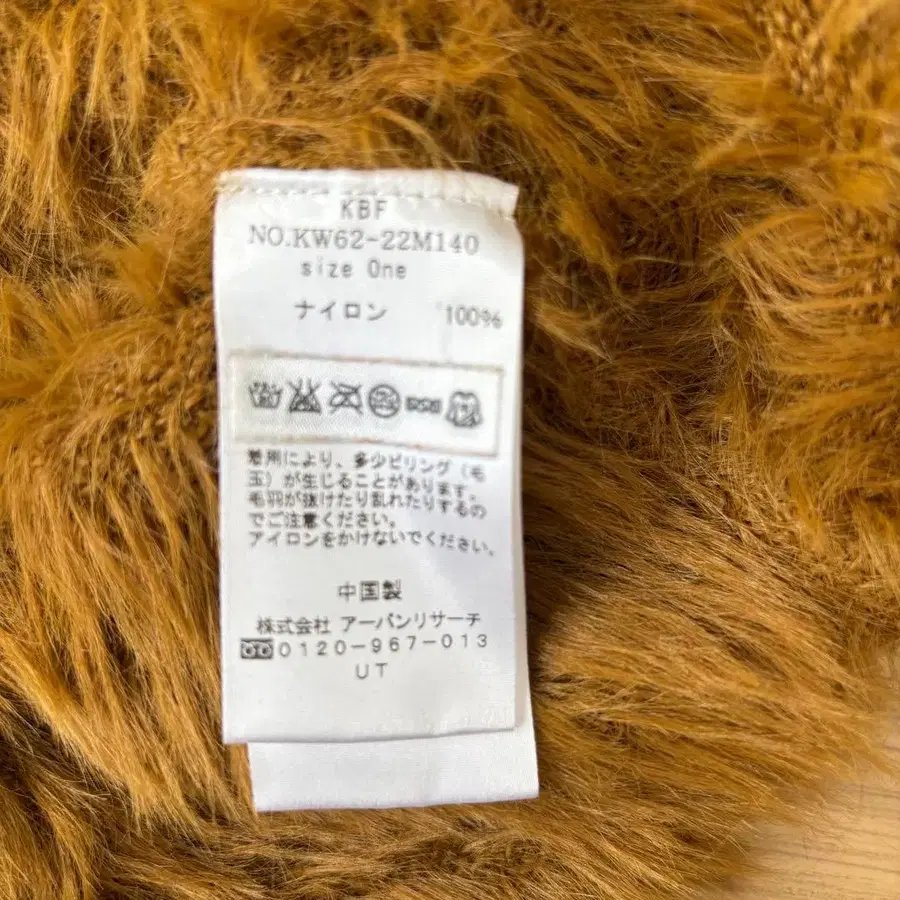 KBF
NO.KW62-22M140
size One
ナイロン 100%
着用により、多少ピリング（毛
玉）が生じることがあります。
毛羽が抜けたり乱れたりするの
でご注意ください。
アイロンをかけないでください。
中国製
株式会社 アーバンリサーチ
0120-967-013
UT